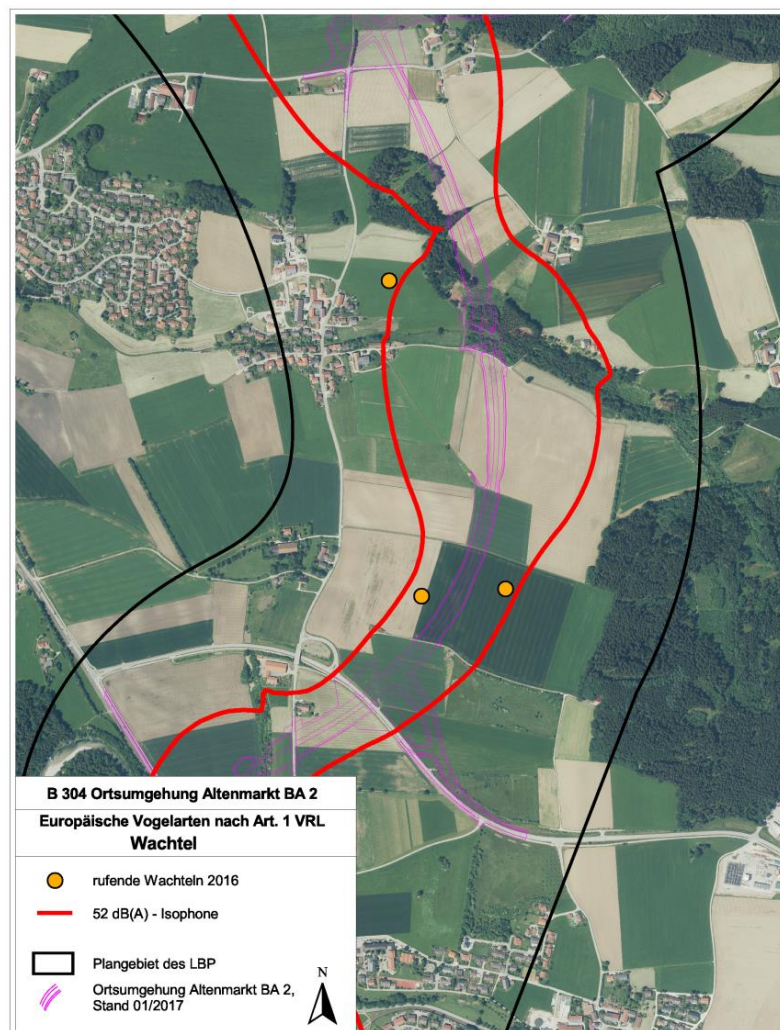 B 304 Ortsumgehung Altenmarkt BA 2
Europäische Vogelarten nach Art. 1 VRL
Wachtel
rufende Wachteln 2016
52 dB(A) - Isophone
Plangebiet des LBP
Ortsumgehung Altenmarkt BA 2,
Stand 01/2017
N